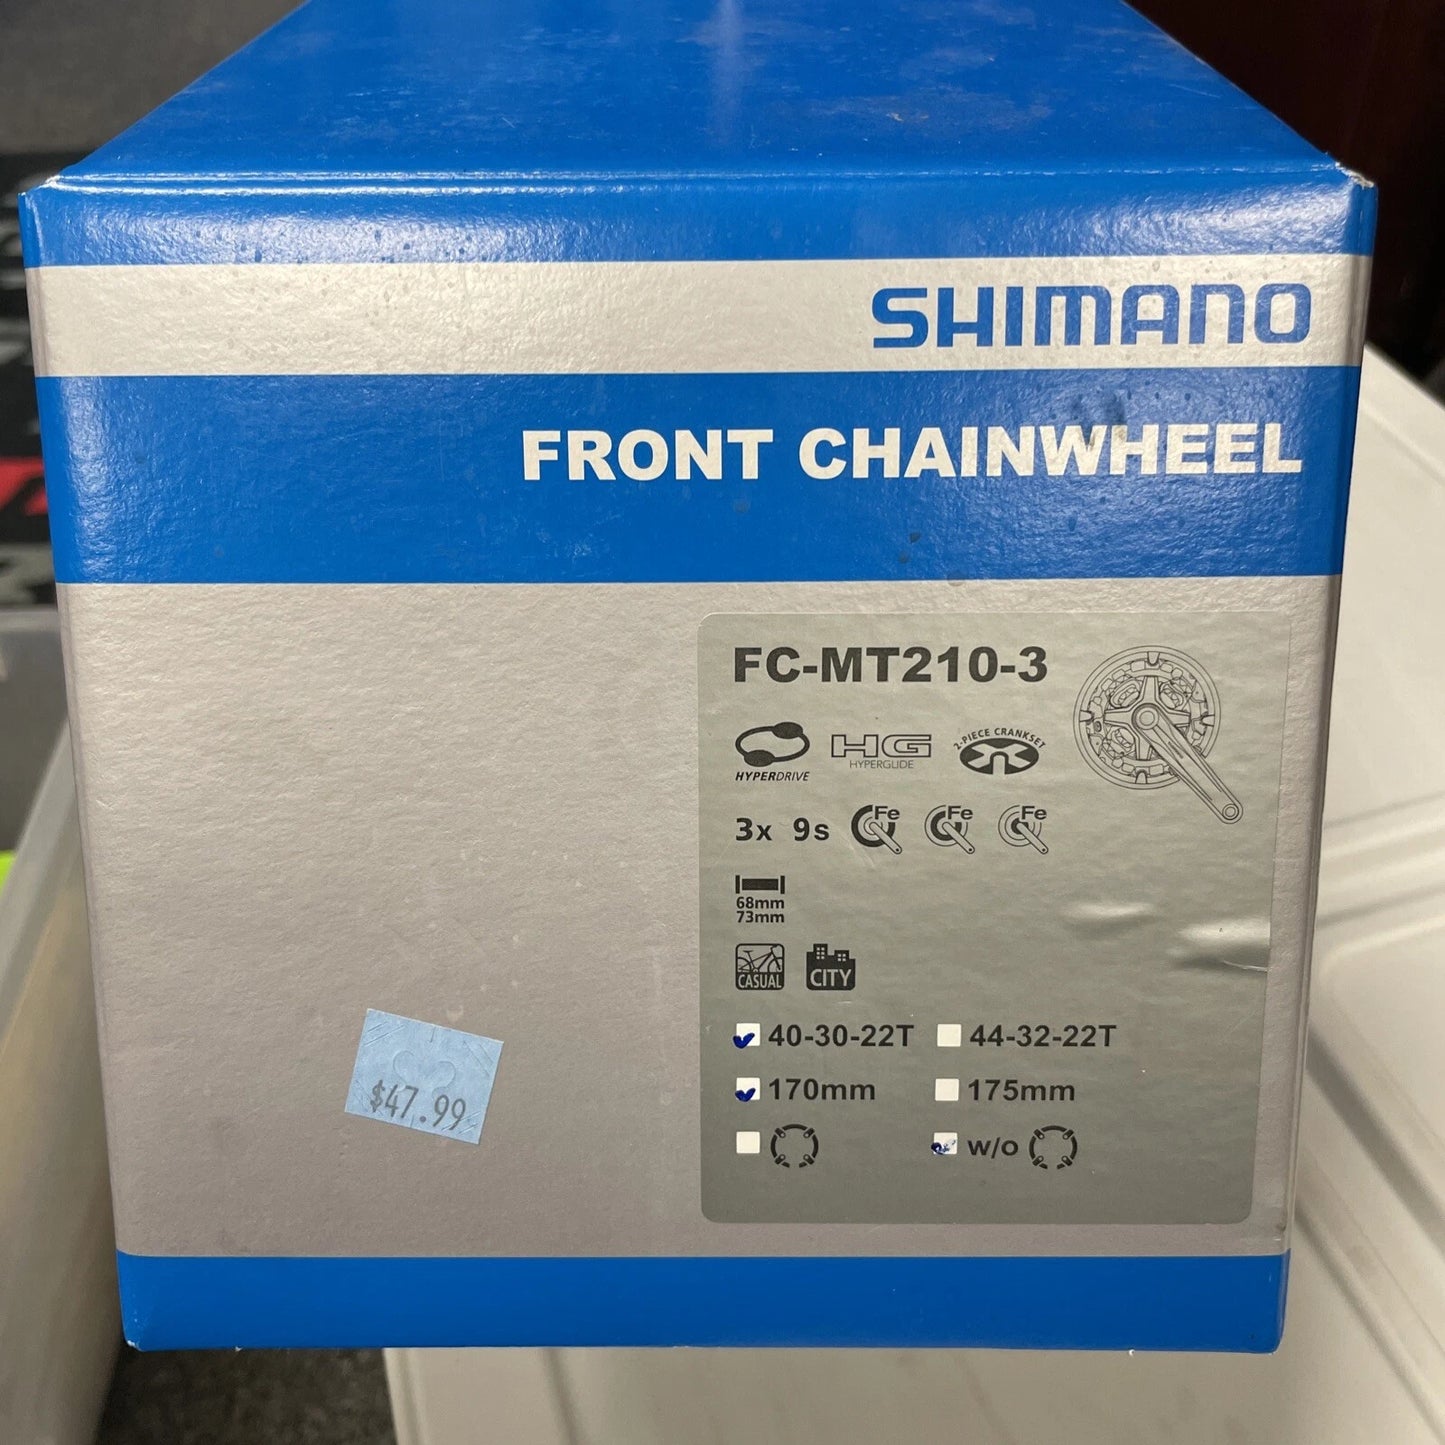 SHIMANO
FRONT CHAINWHEEL
FC-MT210-3
HYPERDRIVE
HG
HYPERGLIDE
2-PIECE CRANKSET
3x 9s Fe Fe Fe
68mm
73mm
CASUAL CITY
40-30-22T 44-32-22T
170mm 175mm
w/o
$47.99